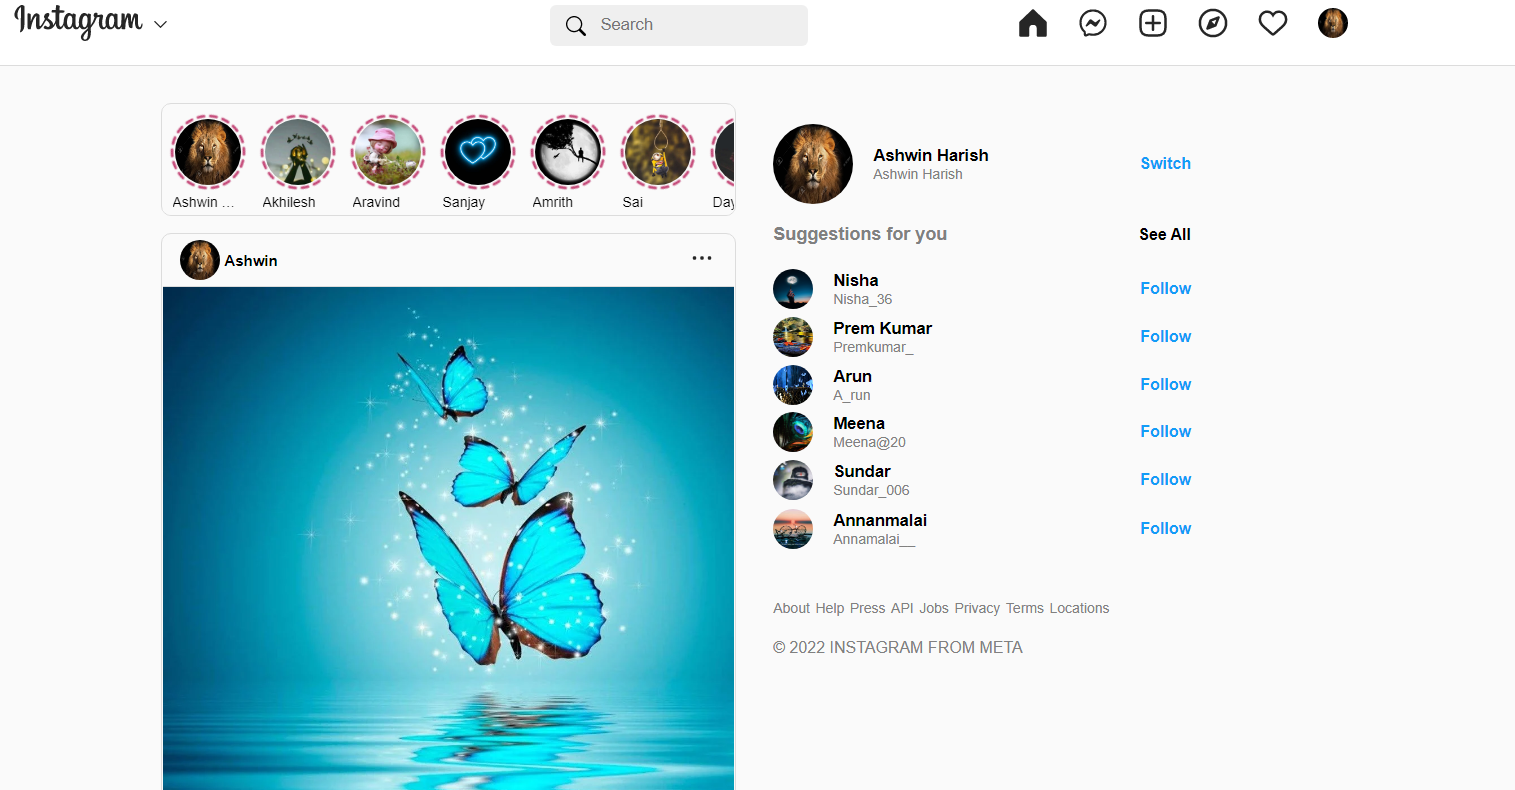 Instagram
Search
Ashwin ...
Akhilesh
Aravind
Sanjay
Amrith
Sai
Day
Ashwin
Ashwin Harish
Ashwin Harish
Switch
Suggestions for you
See All
Nisha
Nisha_36
Follow
Prem Kumar
Premkumar_
Follow
Arun
A_run
Follow
Meena
Meena@20
Follow
Sundar
Sundar_006
Follow
Annanmalai
Annamalai__
Follow
About Help Press API Jobs Privacy Terms Locations
© 2022 INSTAGRAM FROM META